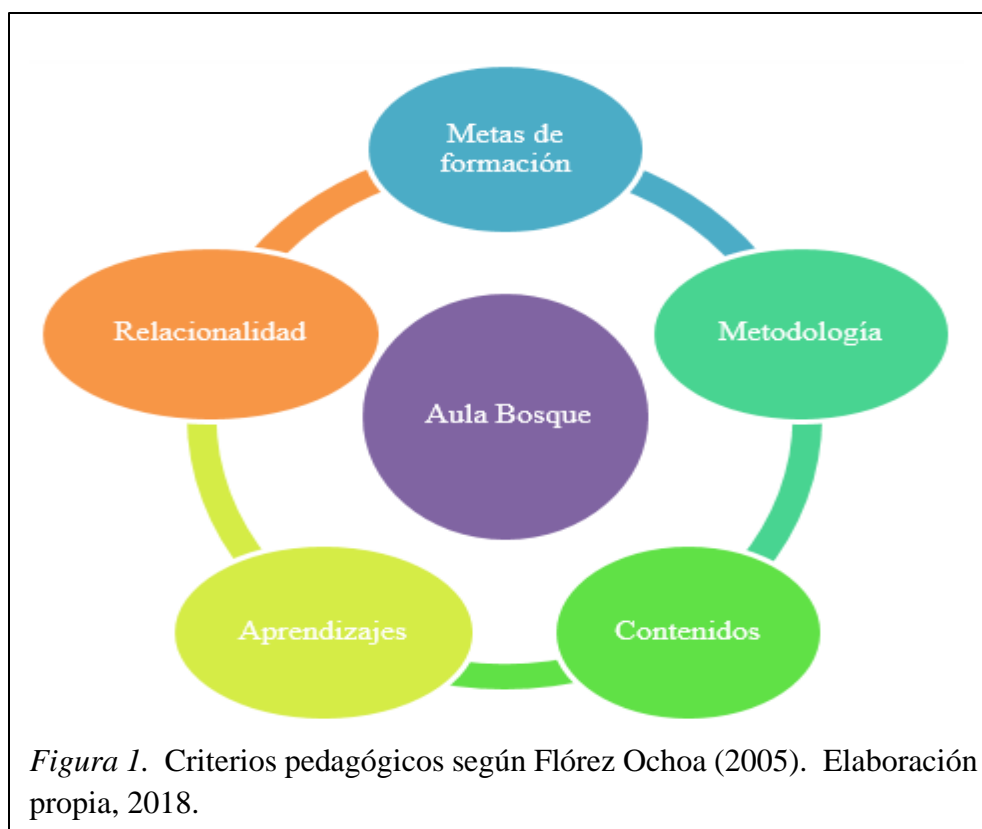 Metas de
formación
Relacionalidad
Metodología
Aula Bosque
Aprendizajes
Contenidos
Figura 1. Criterios pedagógicos según Flórez Ochoa (2005). Elaboración
propia, 2018.